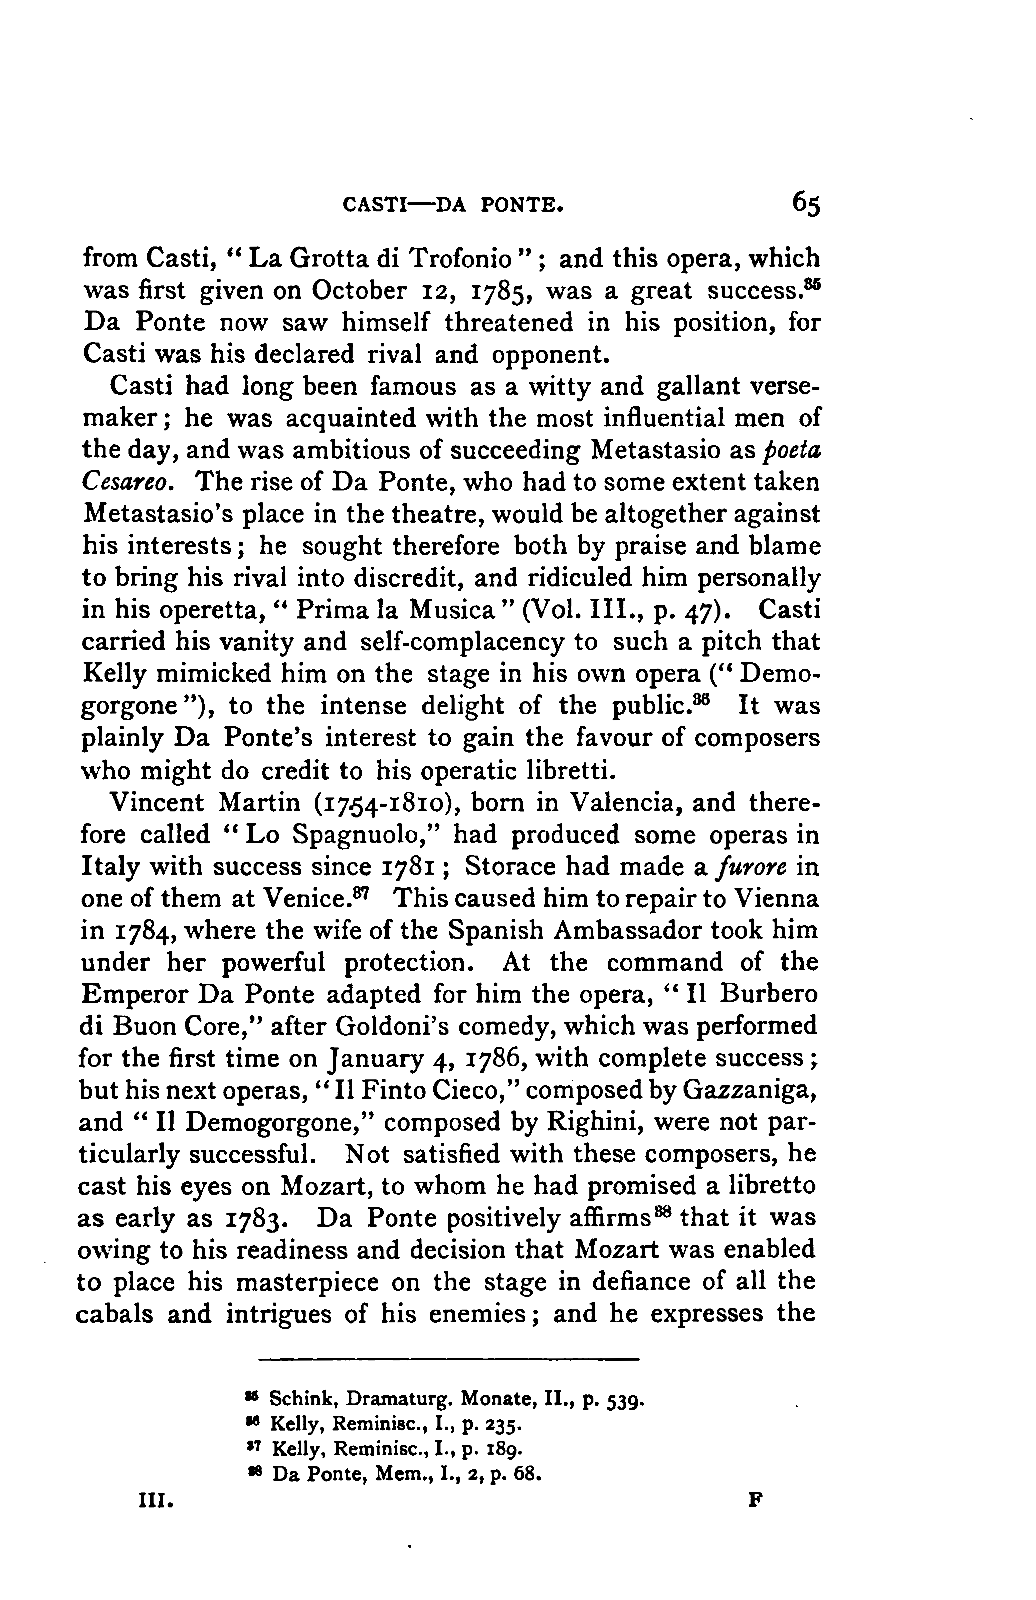 CASTI—DA PONTE. 65
from Casti, “ La Grotta di Trofonio ” ; and this opera, which
was first given on October 12, 1785, was a great success.35
Da Ponte now saw himself threatened in his position, for
Casti was his declared rival and opponent.
Casti had long been famous as a witty and gallant verse-
maker ; he was acquainted with the most influential men of
the day, and was ambitious of succeeding Metastasio as poeta
Cesareo. The rise of Da Ponte, who had to some extent taken
Metastasio’s place in the theatre, would be altogether against
his interests ; he sought therefore both by praise and blame
to bring his rival into discredit, and ridiculed him personally
in his operetta, “ Prima la Musica ” (Vol. III., p. 47). Casti
carried his vanity and self-complacency to such a pitch that
Kelly mimicked him on the stage in his own opera (“ Demo-
gorgone ”), to the intense delight of the public.36 It was
plainly Da Ponte’s interest to gain the favour of composers
who might do credit to his operatic libretti.
Vincent Martin (1754-1810), born in Valencia, and there-
fore called “ Lo Spagnuolo,” had produced some operas in
Italy with success since 1781 ; Storace had made a furore in
one of them at Venice.37 This caused him to repair to Vienna
in 1784, where the wife of the Spanish Ambassador took him
under her powerful protection. At the command of the
Emperor Da Ponte adapted for him the opera, “ Il Burbero
di Buon Core,” after Goldoni’s comedy, which was performed
for the first time on January 4, 1786, with complete success ;
but his next operas, “ Il Finto Cieco,” composed by Gazzaniga,
and “ Il Demogorgone,” composed by Righini, were not par-
ticularly successful. Not satisfied with these composers, he
cast his eyes on Mozart, to whom he had promised a libretto
as early as 1783. Da Ponte positively affirms38 that it was
owing to his readiness and decision that Mozart was enabled
to place his masterpiece on the stage in defiance of all the
cabals and intrigues of his enemies ; and he expresses the
35 Schink, Dramaturg. Monate, II., p. 539.
36 Kelly, Reminisc., I., p. 235.
37 Kelly, Reminisc., I., p. 189.
38 Da Ponte, Mem., I., 2, p. 68.
III. F